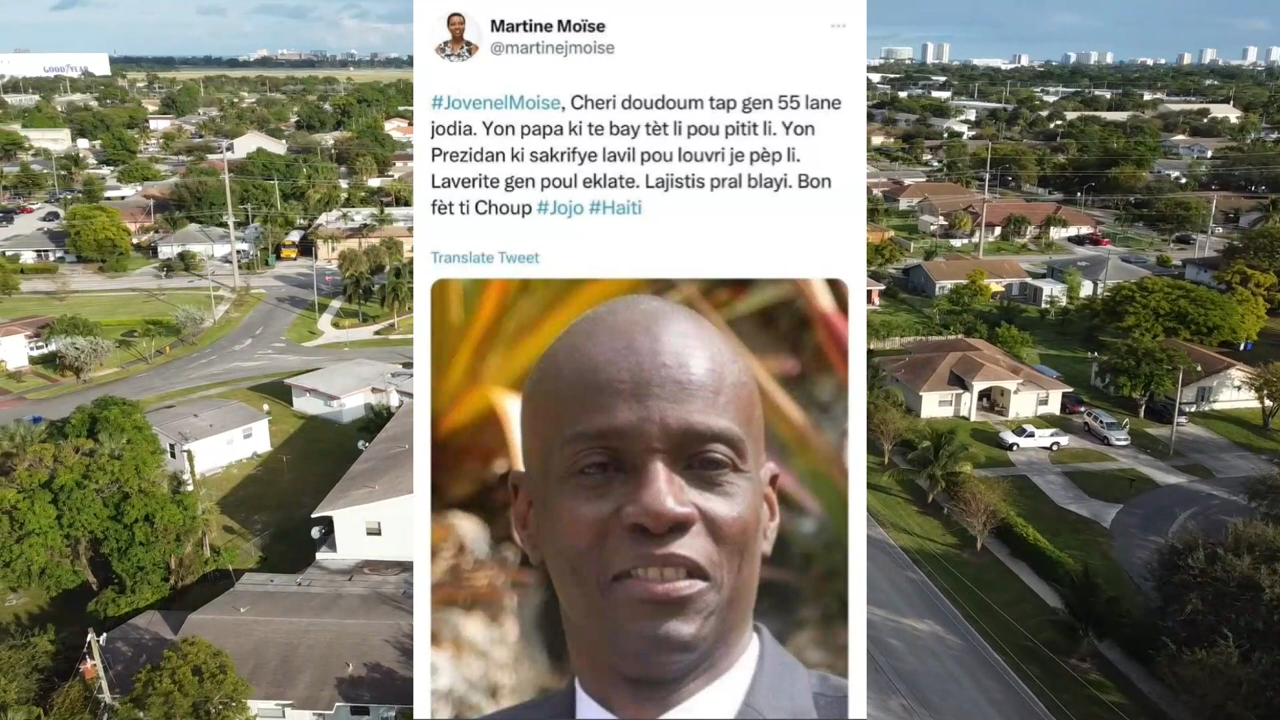 GOODYEAR
Martine Moïse
@martinejmoise
#JovenelMoise, Cheri doudoum tap gen 55 lane
jodia. Yon papa ki te bay tèt li pou pitit li. Yon
Prezidan ki sakrifye lavil pou louvri je pèp li.
Laverite gen poul eklate. Lajistis pral blayi. Bon
fèt ti Choup #Jojo #Haiti
Translate Tweet